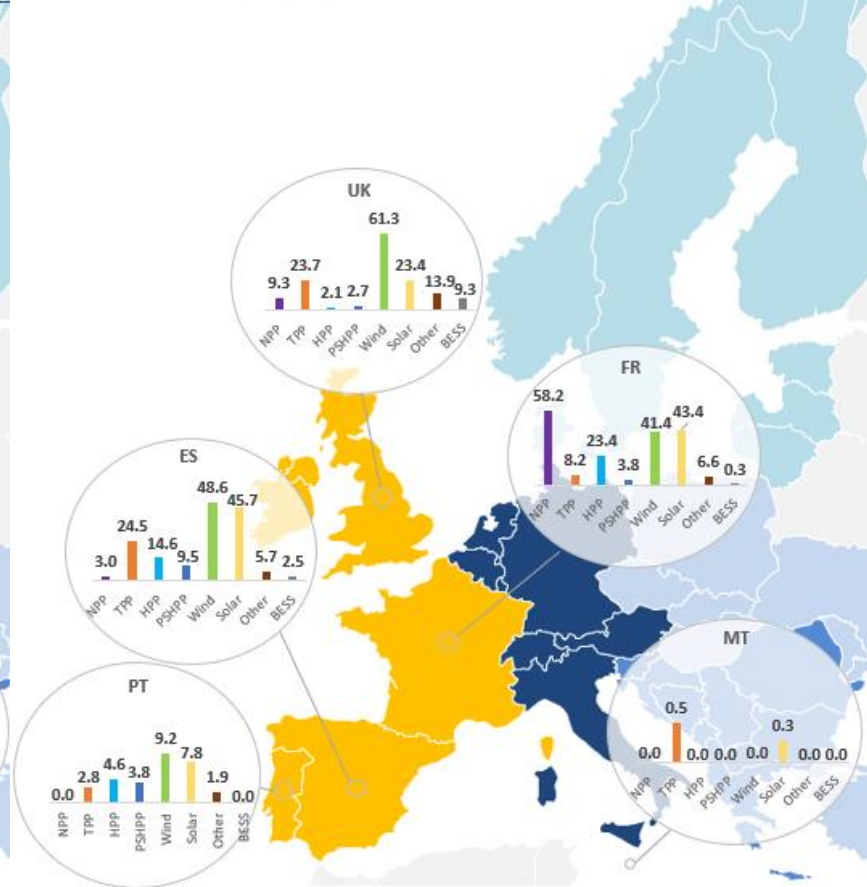 UK
61.3
23.7
23.4
13.9
9.3
9.3
2.1
2.7
NPP
TPP
HPP
PSHPP
Wind
Solar
Other
BESS
FR
58.2
41.4
43.4
23.4
8.2
3.8
6.6
0.3
NPP
TPP
HPP
PSHPP
Wind
Solar
Other
BESS
ES
48.6
45.7
24.5
14.6
9.5
3.0
5.7
2.5
NPP
TPP
HPP
PSHPP
Wind
Solar
Other
BESS
MT
0.5
0.3
0.0
0.0
0.0
0.0
0.0
0.0
NPP
TPP
HPP
PSHPP
Wind
Solar
Other
BESS
PT
9.2
7.8
4.6
3.8
2.8
1.9
0.0
0.0
NPP
TPP
HPP
PSHPP
Wind
Solar
Other
BESS